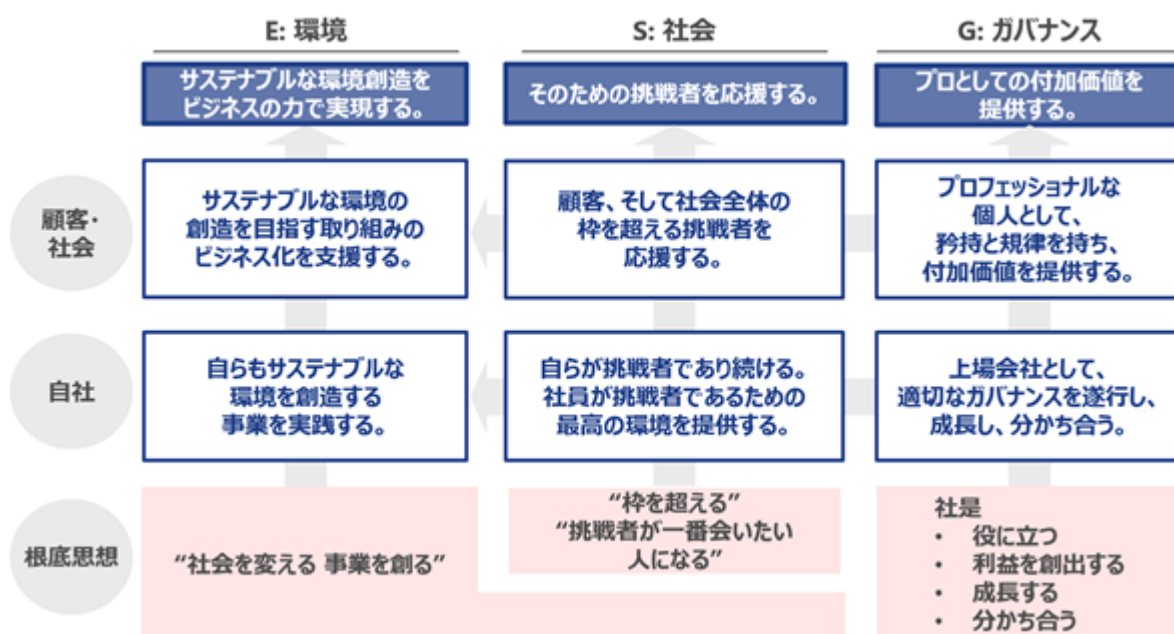 E: 環境
S: 社会
G: ガバナンス
サステナブルな環境創造を
ビジネスの力で実現する。
そのための挑戦者を応援する。
プロとしての付加価値を
提供する。
顧客・
社会
サステナブルな環境の
創造を目指す取り組みの
ビジネス化を支援する。
顧客、そして社会全体の
枠を超える挑戦者を
応援する。
プロフェッショナルな
個人として、
矜持と規律を持ち、
付加価値を提供する。
自社
自らもサステナブルな
環境を創造する
事業を実践する。
自らが挑戦者であり続ける。
社員が挑戦者であるための
最高の環境を提供する。
上場会社として、
適切なガバナンスを遂行し、
成長し、分かち合う。
根底思想
“社会を変える 事業を創る”
“枠を超える”
“挑戦者が一番会いたい
人になる”
社是
• 役に立つ
• 利益を創出する
• 成長する
• 分かち合う